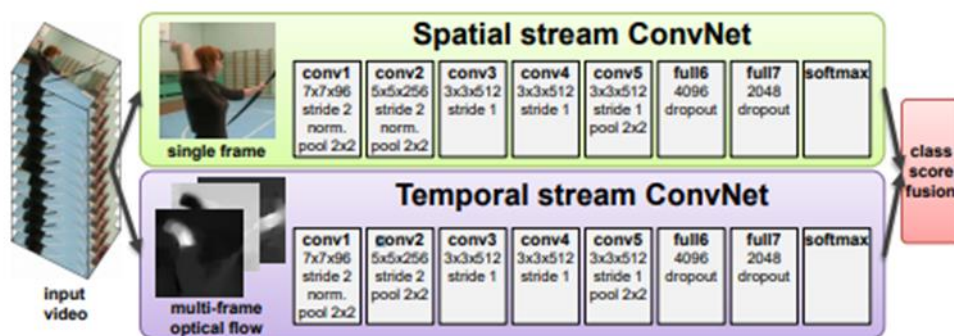 Spatial stream ConvNet
conv1
7x7x96
stride 2
norm.
pool 2x2
conv2
5x5x256
stride 2
norm.
pool 2x2
conv3
3x3x512
stride 1
conv4
3x3x512
stride 1
conv5
3x3x512
stride 1
pool 2x2
full6
4096
dropout
full7
2048
dropout
softmax
single frame
Temporal stream ConvNet
conv1
7x7x96
stride 2
norm.
pool 2x2
conv2
5x5x256
stride 2
pool 2x2
conv3
3x3x512
stride 1
conv4
3x3x512
stride 1
conv5
3x3x512
stride 1
pool 2x2
full6
4096
dropout
full7
2048
dropout
softmax
multi-frame
optical flow
input
video
class
score
fusion